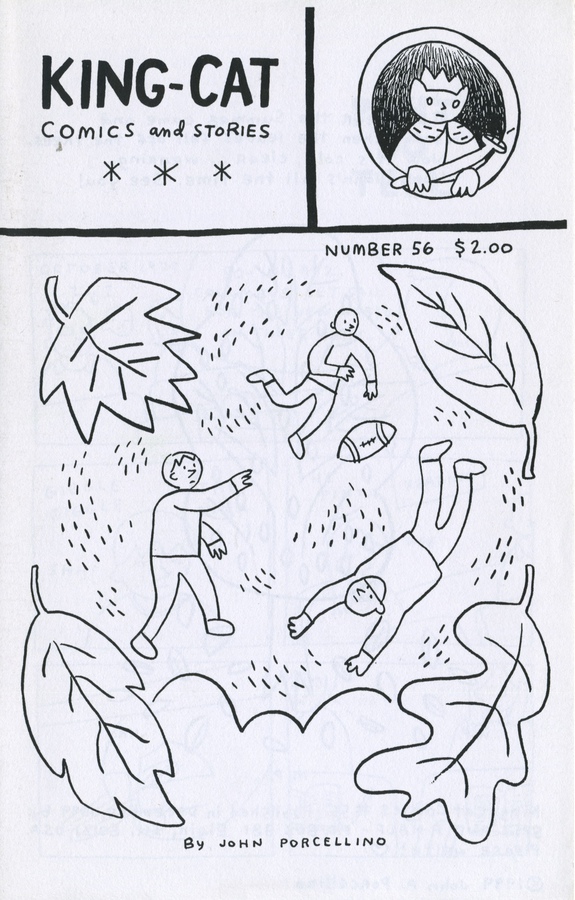 KING-CAT
COMICS and STORIES
* * *
NUMBER 56 $2.00
By JOHN PORCELLINO